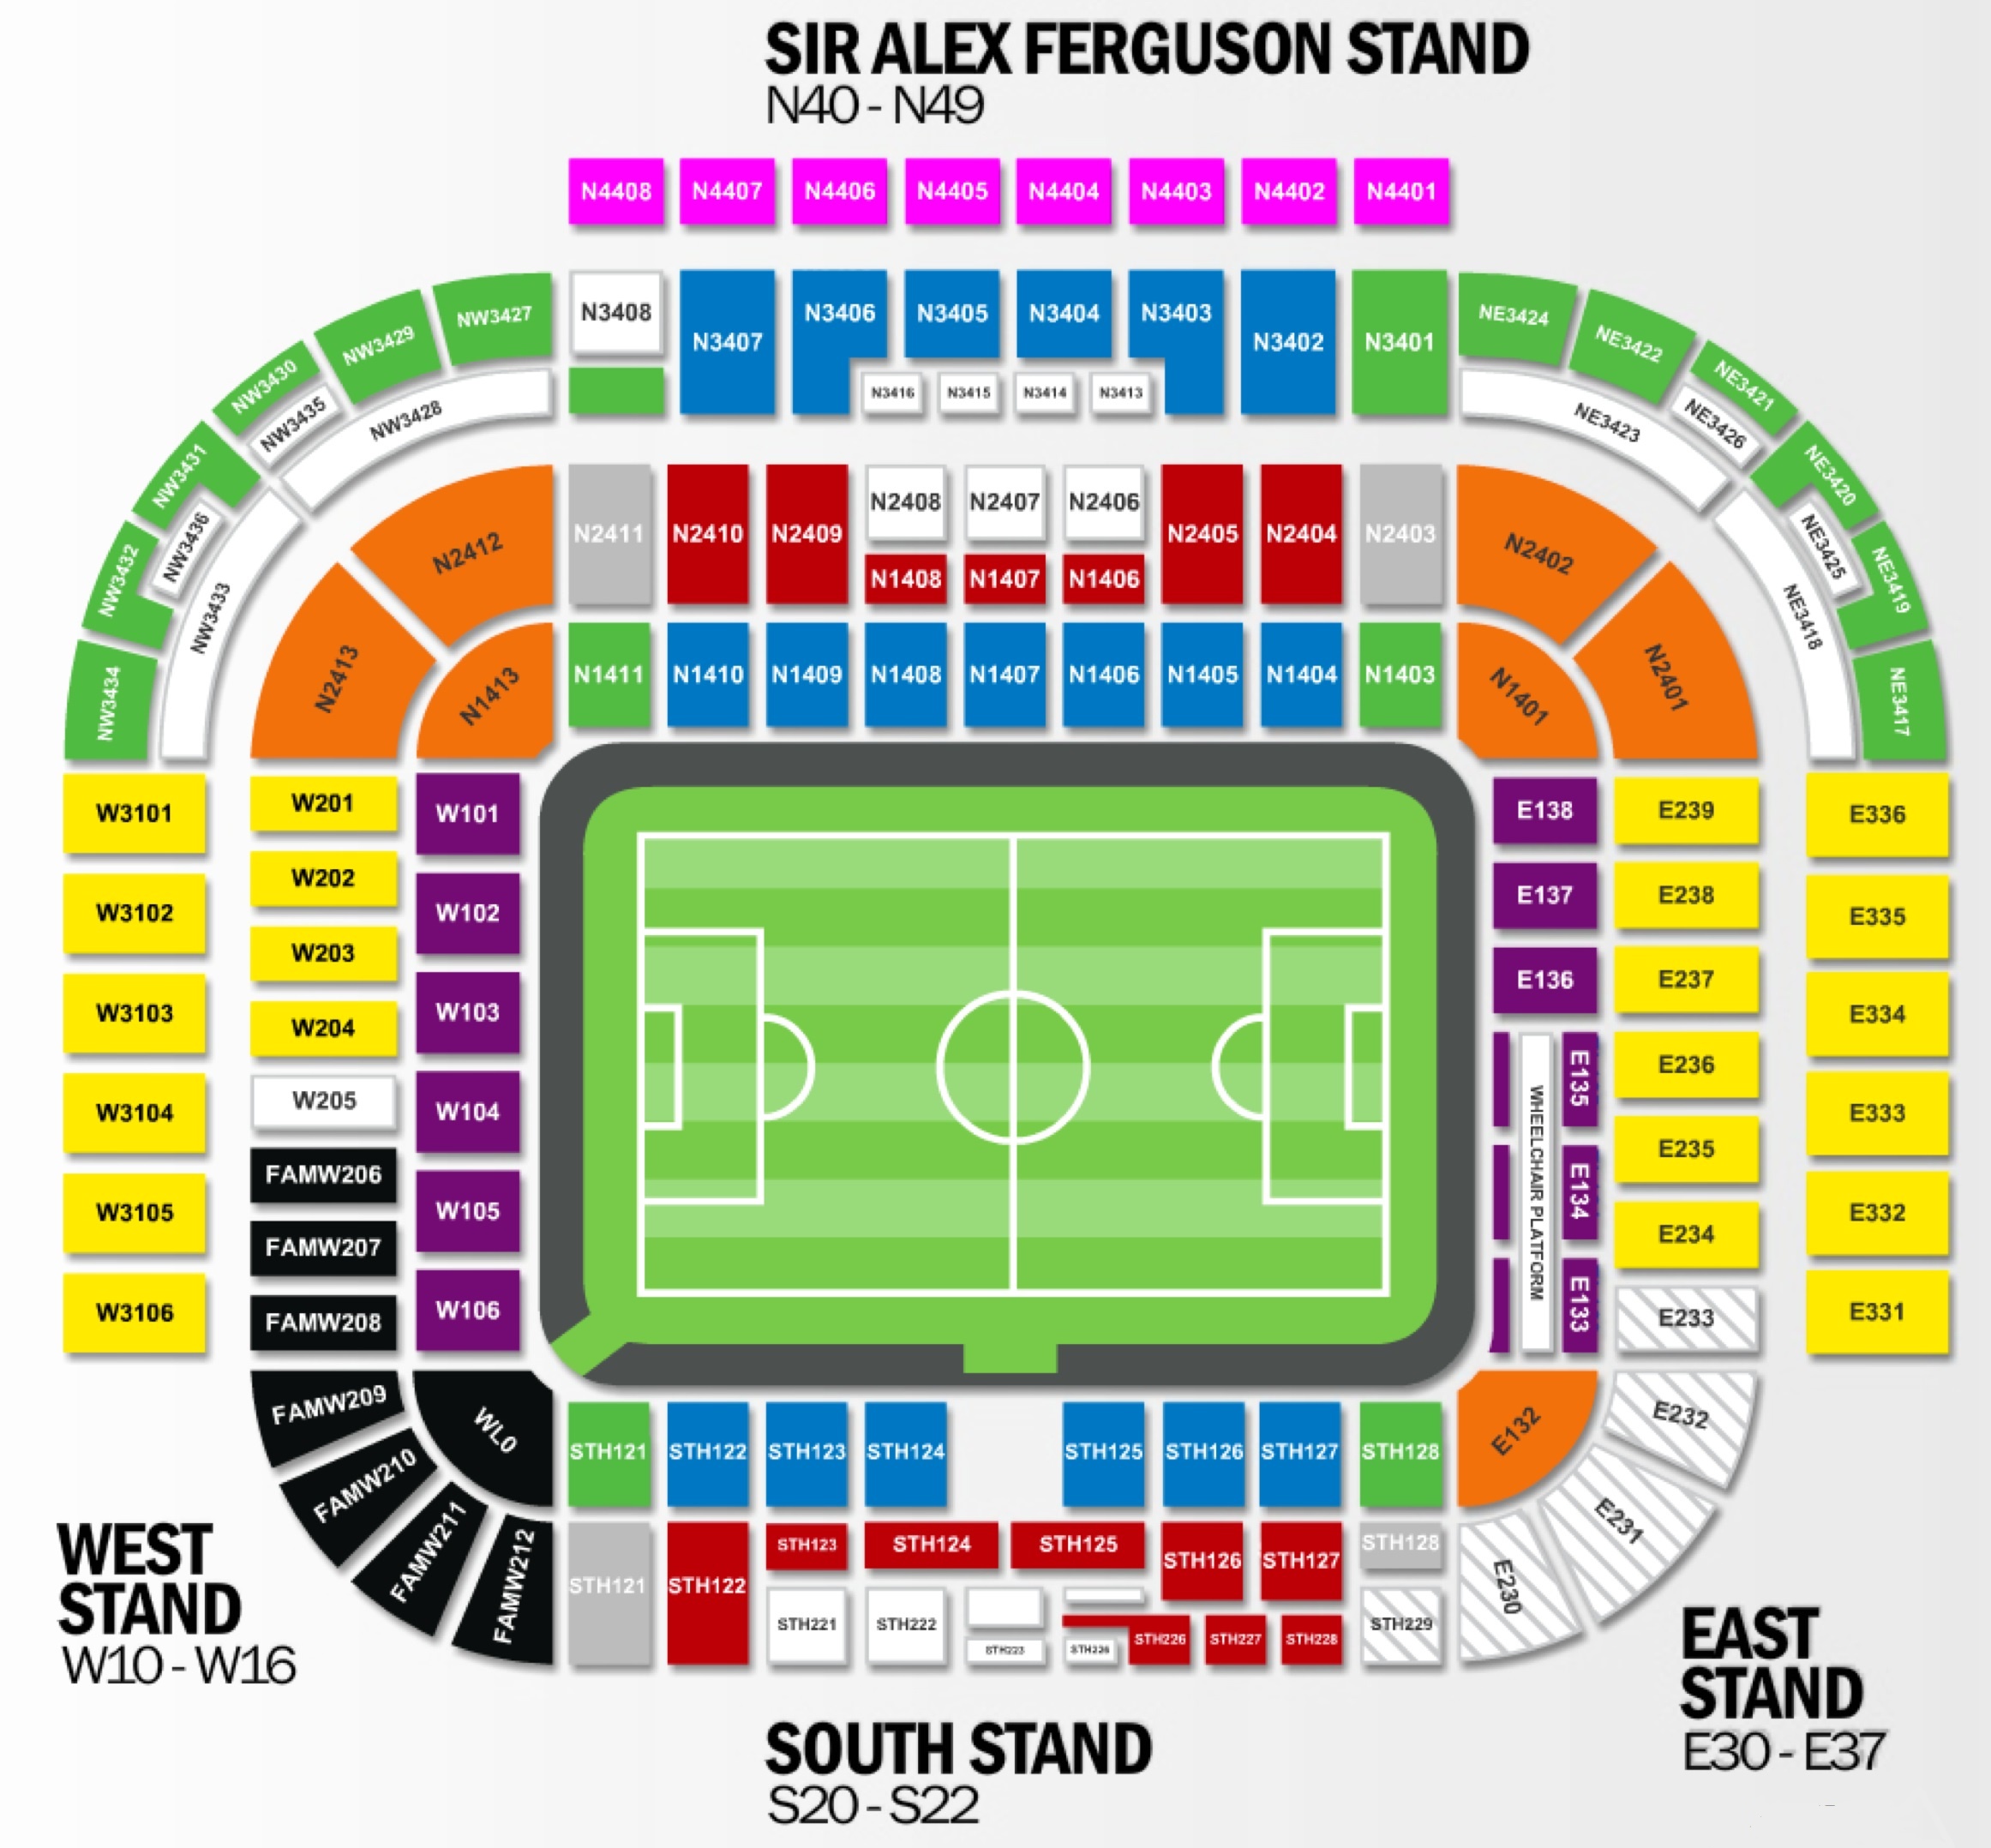 SIR ALEX FERGUSON STAND
N40 - N49
N4408 N4407 N4406 N4405 N4404 N4403 N4402 N4401
N3408 N3407 N3406 N3405 N3404 N3403 N3402 N3401
N3416 N3415 N3414 N3413
NW3427
NW3429
NW3430
NW3435
NW3428
NW3431
NW3436
NW3432
NW3433
NW3434
NE3424
NE3422
NE3421
NE3426
NE3423
NE3420
NE3425
NE3419
NE3418
NE3417
N2412
N2413
N1413
N2411 N2410 N2409 N2408 N2407 N2406 N2405 N2404 N2403
N1408 N1407 N1406
N1411 N1410 N1409 N1408 N1407 N1406 N1405 N1404 N1403
N2402
N2401
N1401
W3101
W3102
W3103
W3104
W3105
W3106
W201
W202
W203
W204
W205
FAMW206
FAMW207
FAMW208
FAMW209
FAMW210
FAMW211
FAMW212
W101
W102
W103
W104
W105
W106
WL0
E138
E137
E136
E135
E134
E133
WHEELCHAIR PLATFORM
E132
E239
E238
E237
E236
E235
E234
E233
E232
E231
E230
E336
E335
E334
E333
E332
E331
STH121 STH122 STH123 STH124 STH125 STH126 STH127 STH128
STH121 STH122 STH123 STH124 STH125 STH126 STH127 STH128
STH221 STH222 STH223 STH226 STH227 STH228 STH229
WEST
STAND
W10 - W16
SOUTH STAND
S20 - S22
EAST
STAND
E30 - E37